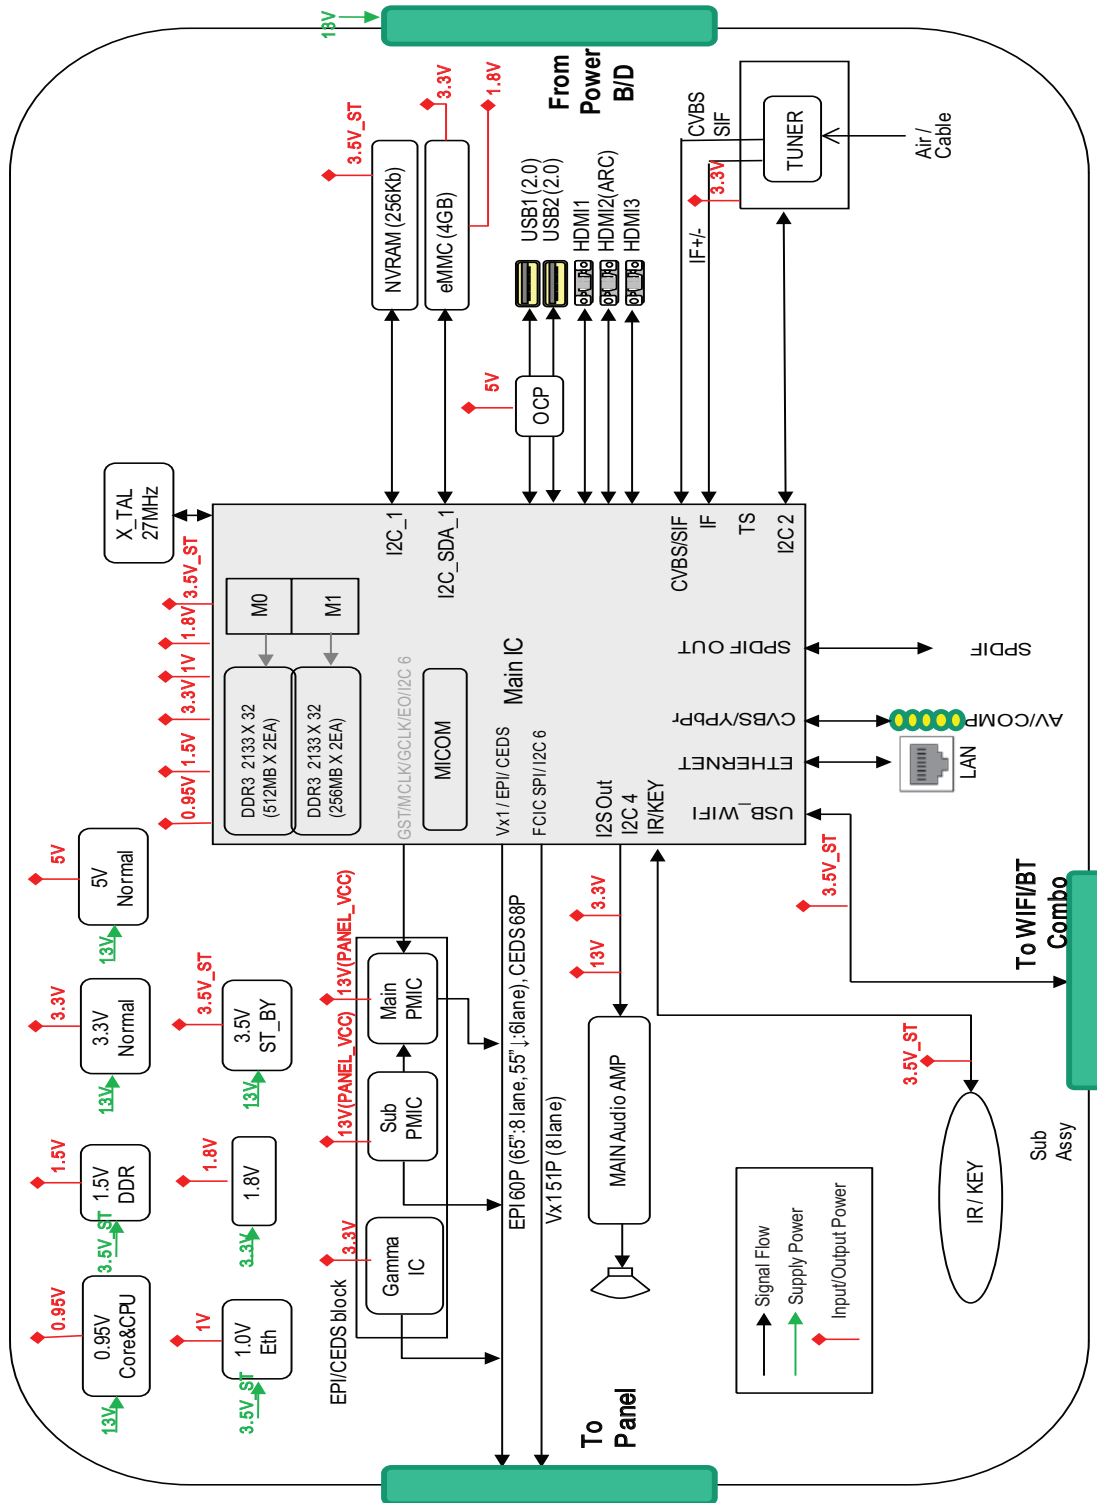 0.95V
13V
0.95V
Core&CPU
1.5V
3.5V_ST
1.5V
DDR
3.3V
13V
3.3V
Normal
5V
13V
5V
Normal
1V
3.5V_ST
1.0V
Eth
1.8V
3.3V
1.8V
3.5V_ST
13V
3.5V
ST_BY
X_TAL
27MHz
13V
From
Power
B/D
0.95V
1.5V
3.3V
1V
1.8V
3.5V_ST
DDR3 2133 X 32
(512MB X 2EA)
M0
DDR3 2133 X 32
(256MB X 2EA)
M1
GST/MCLK/GCLK/EO/I2C 6
MICOM
Main IC
Vx1 / EPI/ CEDS
FCIC SPI/I2C 6
I2S Out
I2C 4
IR/KEY
USB_WIFI
ETHERNET
CVBS/YPbPr
SPDIF OUT
I2C_1
I2C_SDA_1
CVBS/SIF
IF
TS
I2C 2
3.5V_ST
NVRAM (256Kb)
3.3V
eMMC (4GB)
1.8V
5V
OCP
USB1 (2.0)
USB2 (2.0)
HDMI1
HDMI2(ARC)
HDMI3
CVBS
SIF
IF+/-
3.3V
TUNER
Air /
Cable
EPI/CEDS block
3.3V
Gamma
IC
13V(PANEL_VCC)
Sub
PMIC
13V(PANEL_VCC)
Main
PMIC
EPI 60P (65”:8 lane, 55”↓:6lane), CEDS 68P
Vx1 51P (8 lane)
To
Panel
13V
3.3V
MAIN Audio AMP
3.5V_ST
IR / KEY
Sub
Assy
3.5V_ST
To WIFI/BT
Combo
LAN
AV/COMP
SPDIF
Signal Flow
Supply Power
Input/Output Power